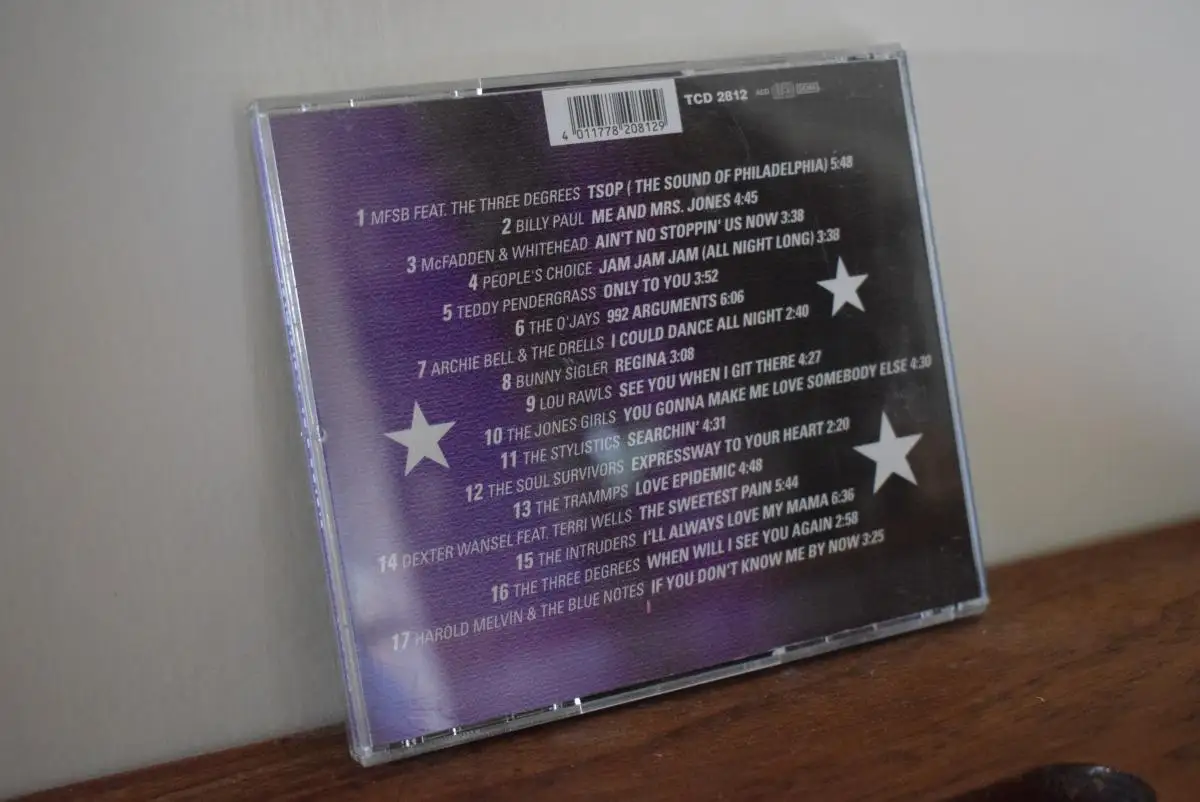 4 011778 208129
TCD 2812
1 MFSB FEAT. THE THREE DEGREES TSOP ( THE SOUND OF PHILADELPHIA) 5:48
2 BILLY PAUL ME AND MRS. JONES 4:45
3 McFADDEN & WHITEHEAD AIN'T NO STOPPIN' US NOW 3:38
4 PEOPLE'S CHOICE JAM JAM JAM (ALL NIGHT LONG) 3:38
5 TEDDY PENDERGRASS ONLY TO YOU 3:52
6 THE O'JAYS 992 ARGUMENTS 6:06
7 ARCHIE BELL & THE DRELLS I COULD DANCE ALL NIGHT 2:40
8 BUNNY SIGLER REGINA 3:08
9 LOU RAWLS SEE YOU WHEN I GIT THERE 4:27
10 THE JONES GIRLS YOU GONNA MAKE ME LOVE SOMEBODY ELSE 4:30
11 THE STYLISTICS SEARCHIN' 4:31
12 THE SOUL SURVIVORS EXPRESSWAY TO YOUR HEART 2:20
13 THE TRAMMPS LOVE EPIDEMIC 4:48
14 DEXTER WANSEL FEAT. TERRI WELLS THE SWEETEST PAIN 5:44
15 THE INTRUDERS I'LL ALWAYS LOVE MY MAMA 6:36
16 THE THREE DEGREES WHEN WILL I SEE YOU AGAIN 2:58
17 HAROLD MELVIN & THE BLUE NOTES IF YOU DON'T KNOW ME BY NOW 3:25